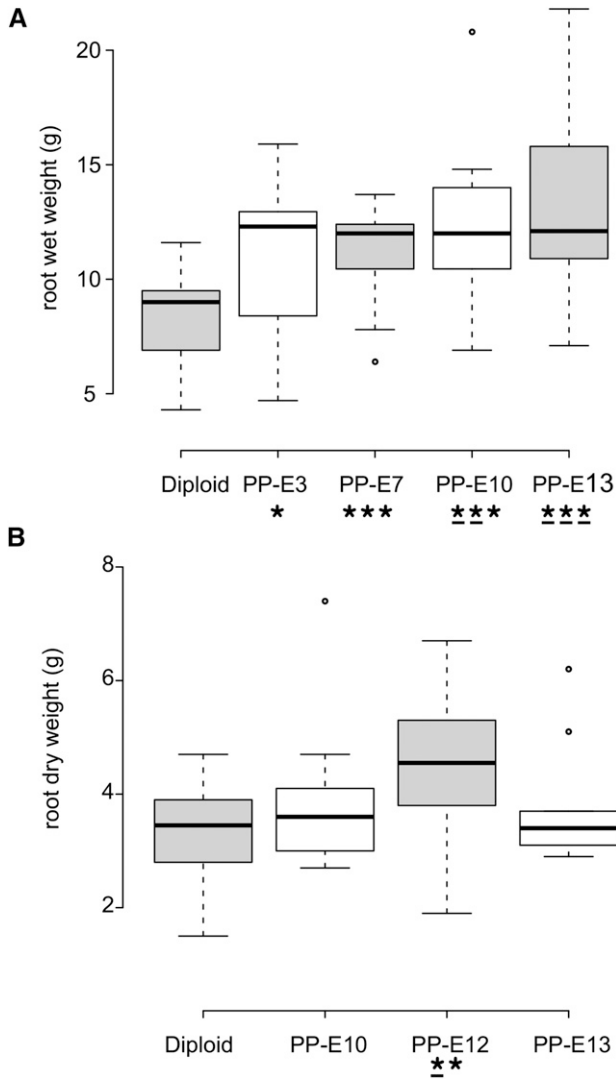 A
root wet weight (g)
20
15
10
5
Diploid PP-E3 PP-E7 PP-E10 PP-E13
* *** *** ***
B
root dry weight (g)
8
6
4
2
Diploid PP-E10 PP-E12 PP-E13
**